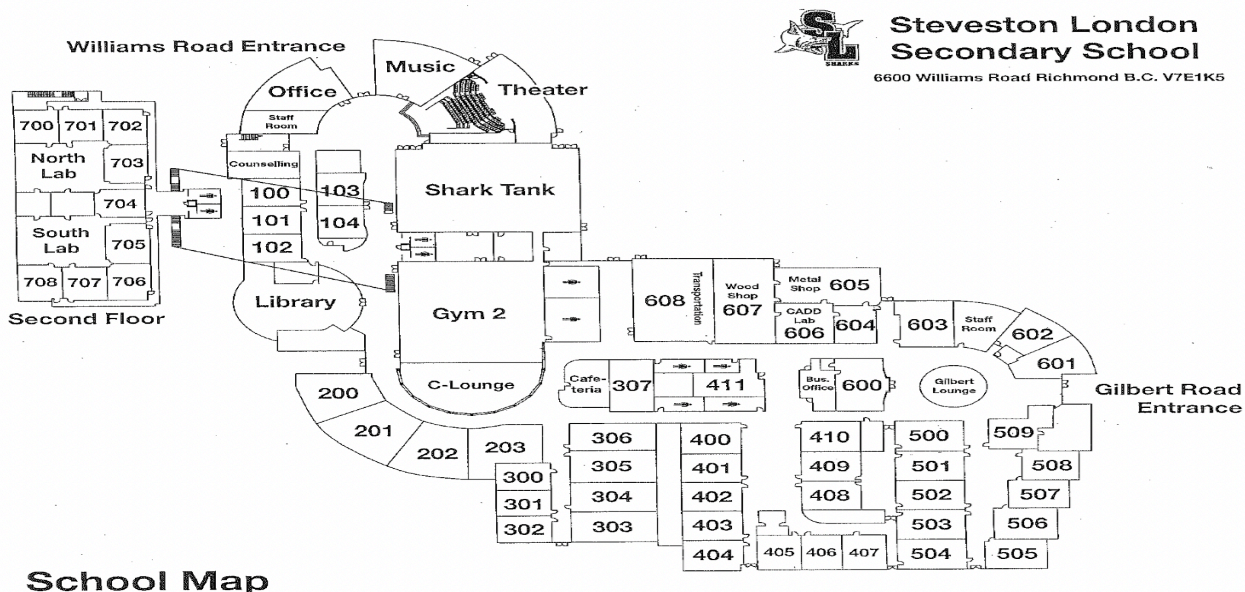 Steveston London
Secondary School
6600 Williams Road Richmond B.C. V7E1K5
SL
SHARKS
Williams Road Entrance
Music
Theater
Office
Staff
Room
Counselling
700 701 702
North
Lab
703
704
South
Lab
705
708 707 706
Second Floor
100
101
102
103
104
Library
Shark Tank
Gym 2
C-Lounge
608
Transportation
Wood
Shop
607
Metal
Shop
605
CADD
Lab
606
604
603
Staff
Room
602
601
Cafe-
teria
307
411
Bus.
Office
600
Gilbert
Lounge
Gilbert Road
Entrance
200
201
202
203
300
301
302
306
305
304
303
400
401
402
403
404
405 406 407
410
409
408
500
501
502
503
504
509
508
507
506
505
School Map